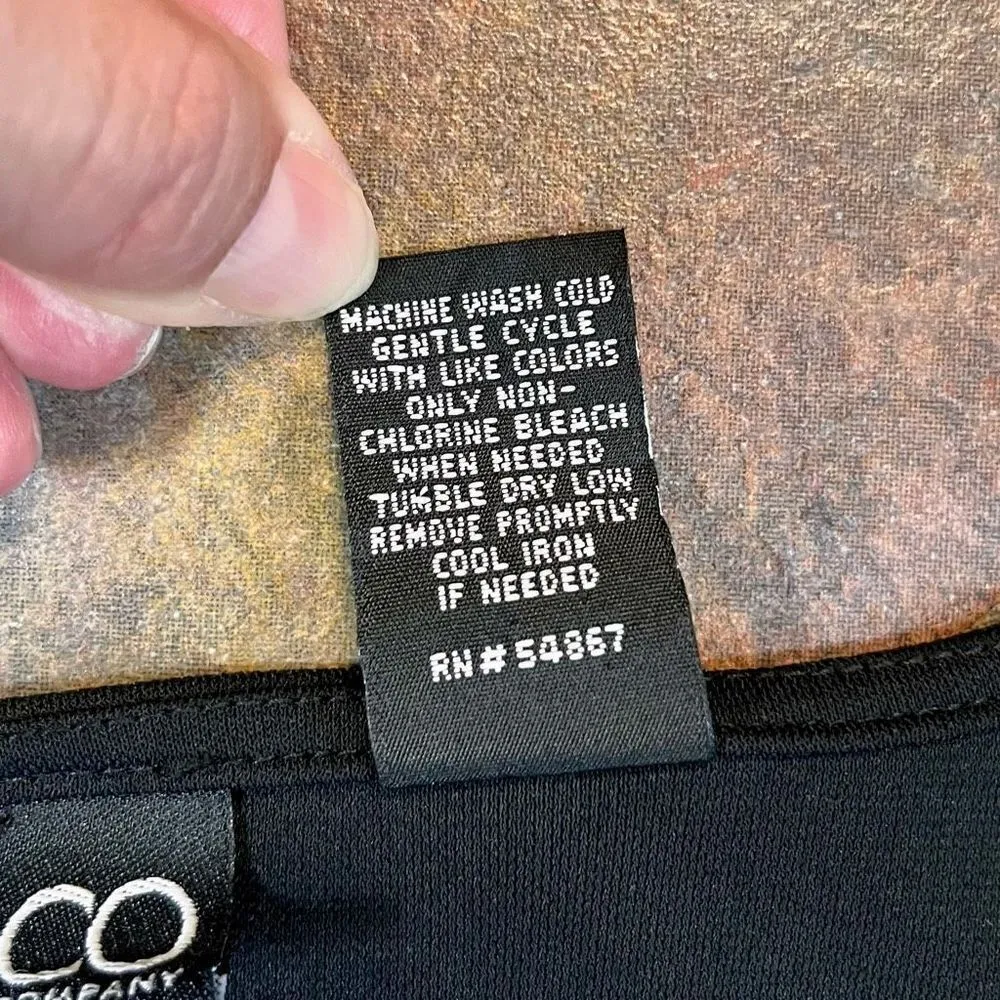 MACHINE WASH COLD
GENTLE CYCLE
WITH LIKE COLORS
ONLY NON-
CHLORINE BLEACH
WHEN NEEDED
TUMBLE DRY LOW
REMOVE PROMPTLY
COOL IRON
IF NEEDED
RN#54867
CO